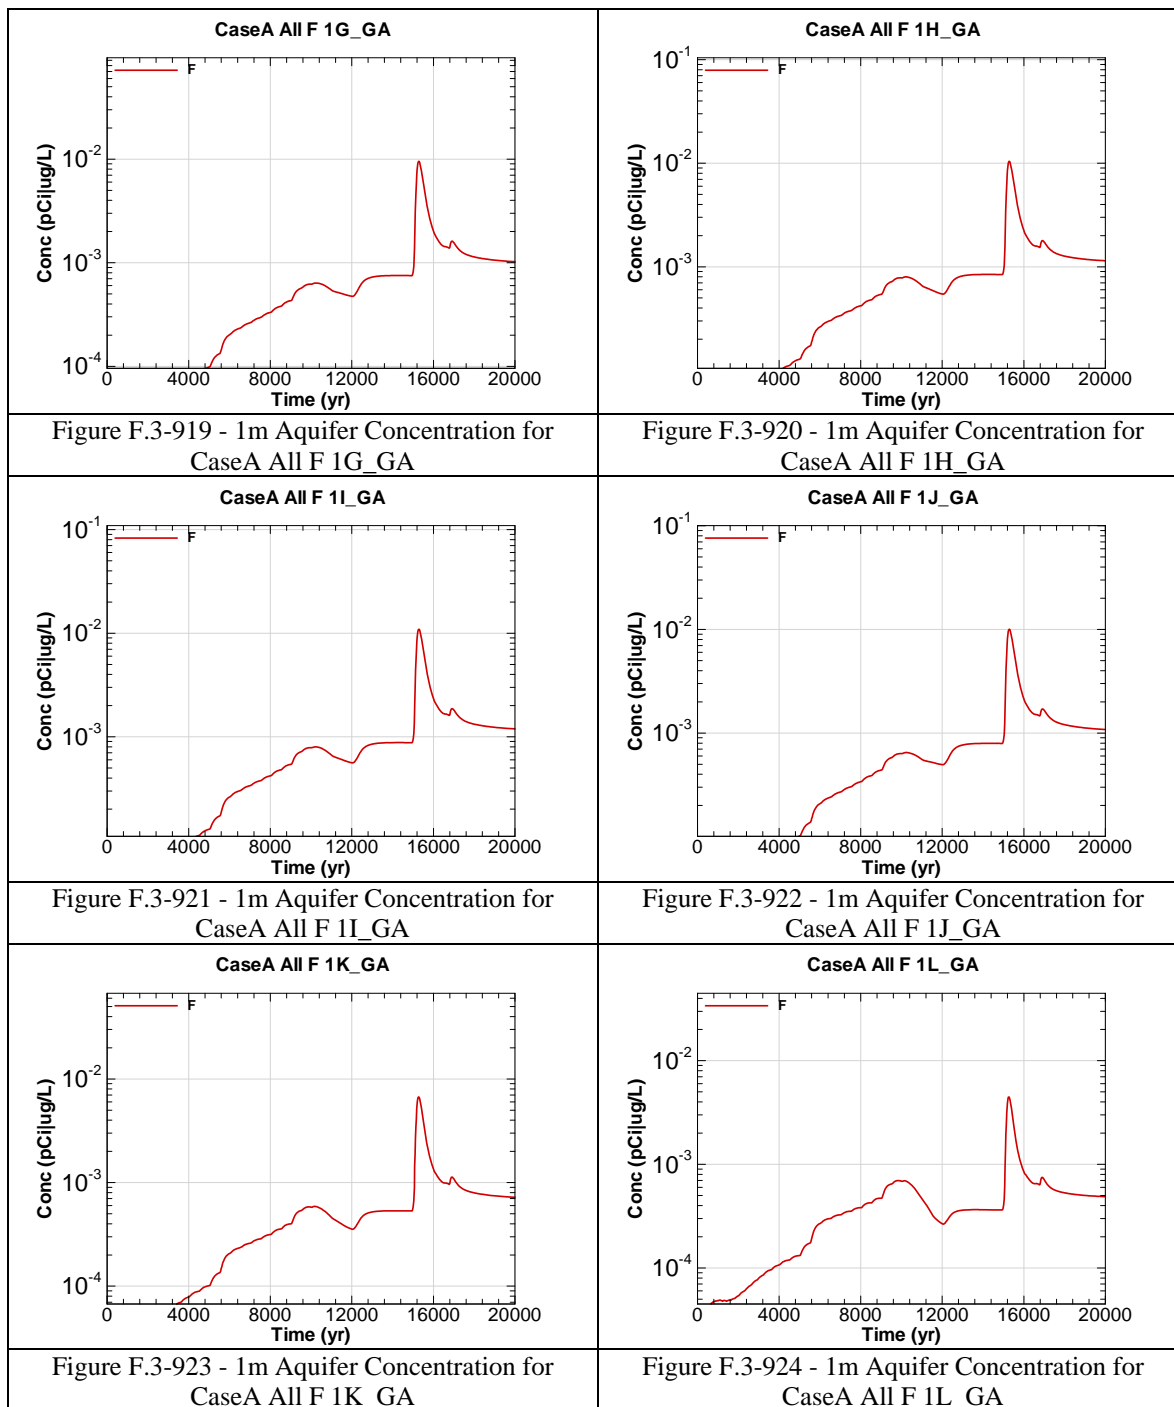 CaseA All F 1G_GA
F
Conc (pCi|ug/L)
10-2
10-3
10-4
0 4000 8000 12000 16000 20000
Time (yr)
Figure F.3-919 - 1m Aquifer Concentration for
CaseA All F 1G_GA
CaseA All F 1H_GA
F
Conc (pCi|ug/L)
10-1
10-2
10-3
0 4000 8000 12000 16000 20000
Time (yr)
Figure F.3-920 - 1m Aquifer Concentration for
CaseA All F 1H_GA
CaseA All F 1I_GA
F
Conc (pCi|ug/L)
10-1
10-2
10-3
0 4000 8000 12000 16000 20000
Time (yr)
Figure F.3-921 - 1m Aquifer Concentration for
CaseA All F 1I_GA
CaseA All F 1J_GA
F
Conc (pCi|ug/L)
10-1
10-2
10-3
0 4000 8000 12000 16000 20000
Time (yr)
Figure F.3-922 - 1m Aquifer Concentration for
CaseA All F 1J_GA
CaseA All F 1K_GA
F
Conc (pCi|ug/L)
10-2
10-3
10-4
0 4000 8000 12000 16000 20000
Time (yr)
Figure F.3-923 - 1m Aquifer Concentration for
CaseA All F 1K_GA
CaseA All F 1L_GA
F
Conc (pCi|ug/L)
10-2
10-3
10-4
0 4000 8000 12000 16000 20000
Time (yr)
Figure F.3-924 - 1m Aquifer Concentration for
CaseA All F 1L_GA